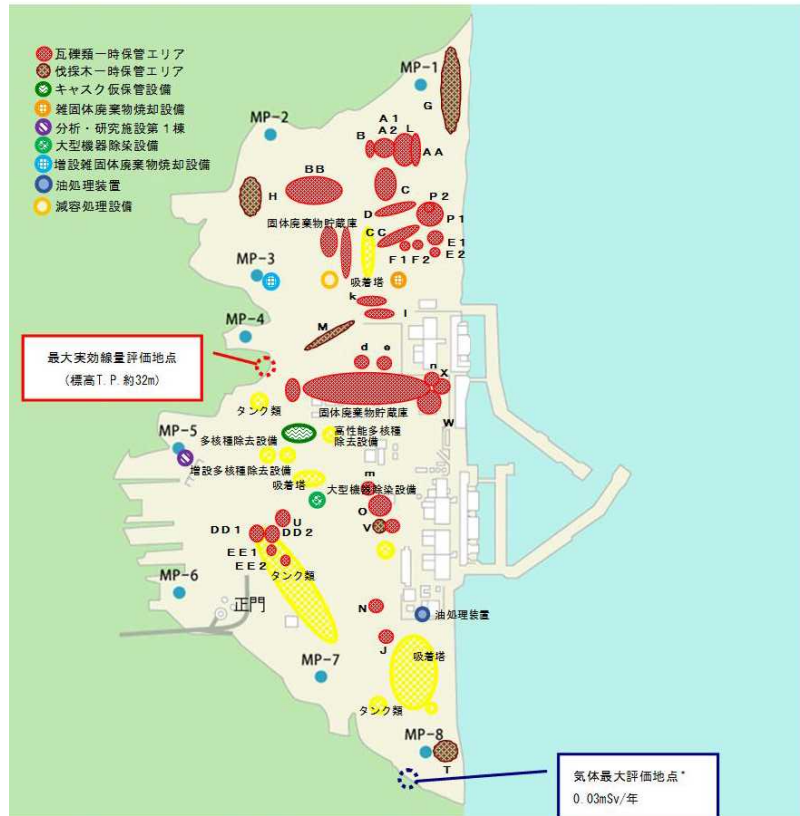 瓦礫類一時保管エリア
伐採木一時保管エリア
キャスク仮保管設備
雑固体廃棄物焼却設備
分析・研究施設第1棟
大型機器除染設備
増設雑固体廃棄物焼却設備
油処理装置
減容処理設備
MP-1
G
MP-2
A1
A2
L
B
AA
BB
H
C
P2
D
P1
固体廃棄物貯蔵庫
CC
E1
E2
F1
F2
MP-3
吸着塔
k
l
MP-4
M
d
e
最大実効線量評価地点
(標高T.P.約32m)
n
X
固体廃棄物貯蔵庫
W
タンク類
MP-5
多核種除去設備
高性能多核種
除去設備
増設多核種除去設備
吸着塔
m
大型機器除染設備
O
U
V
DD1
DD2
EE1
EE2
タンク類
MP-6
正門
N
油処理装置
J
吸着塔
MP-7
タンク類
MP-8
T
気体最大評価地点*
0.03mSv/年